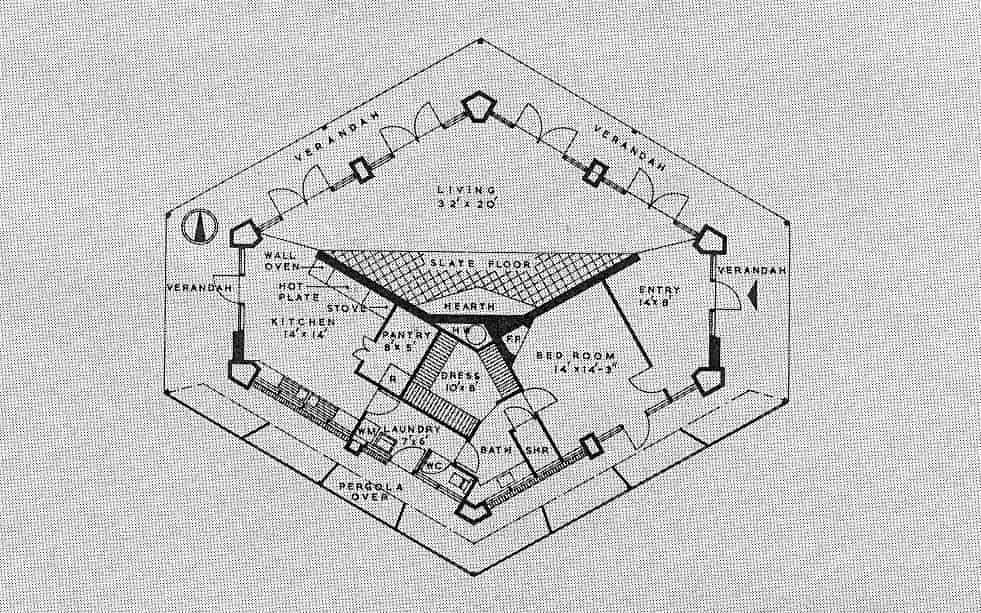 VERANDAH
VERANDAH
LIVING
32' x 20'
WALL
OVEN
SLATE FLOOR
VERANDAH
VERANDAH
HOT
PLATE
ENTRY
14'x 8'
STOVE
HEARTH
KITCHEN
14' x 14'
PANTRY
8'x 5'
HW
F.P.
BED ROOM
14' x 14'-3"
R
DRESS
10'x 8'
WM
LAUNDRY
7'x 6'
BATH
SHR
WC
PERGOLA
OVER